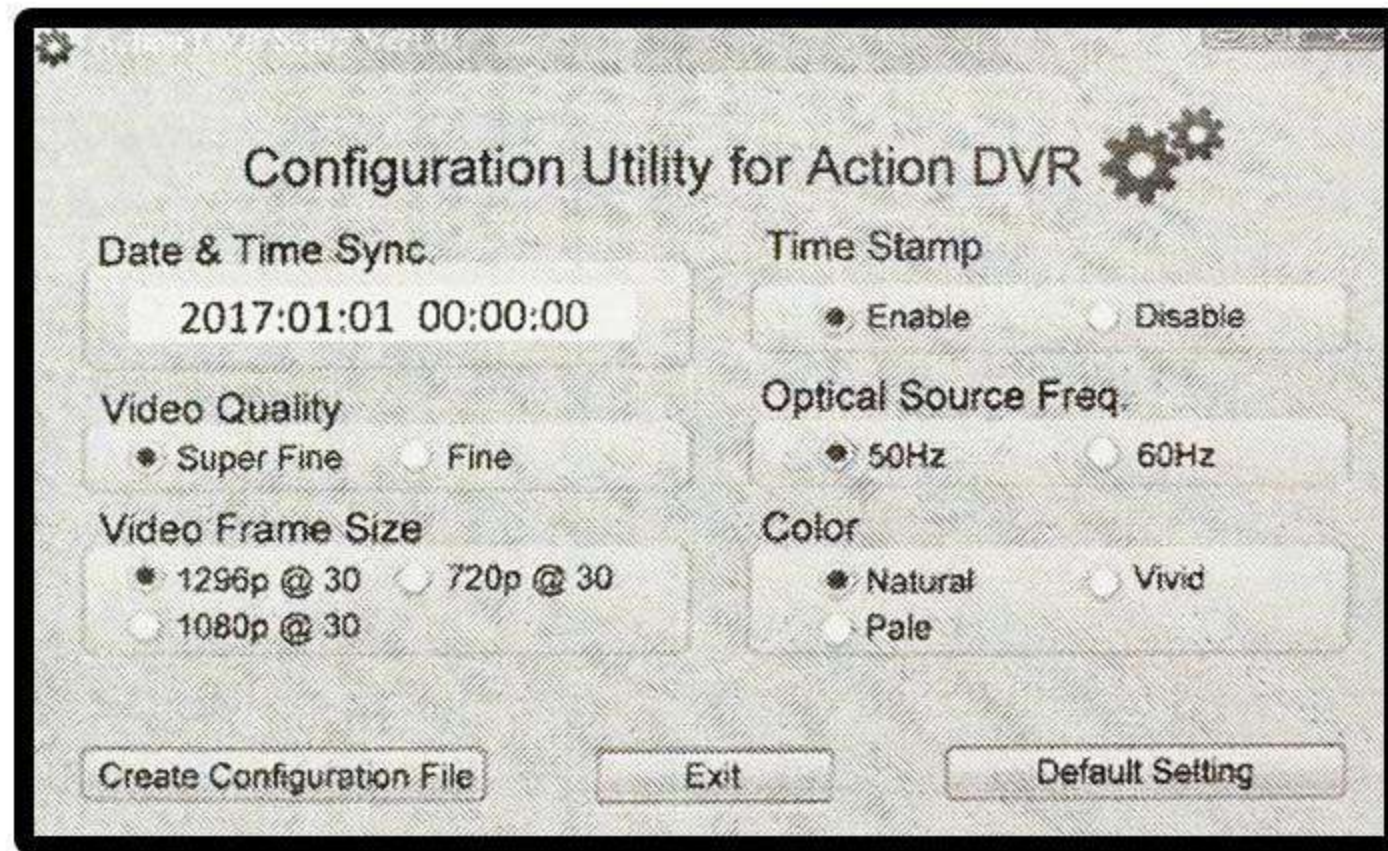 Configuration Utility for Action DVR
Date & Time Sync.
2017:01:01 00:00:00
Time Stamp
Enable Disable
Video Quality
Super Fine Fine
Optical Source Freq.
50Hz 60Hz
Video Frame Size
1296p @ 30 720p @ 30
1080p @ 30
Color
Natural Vivid
Pale
Create Configuration File Exit Default Setting